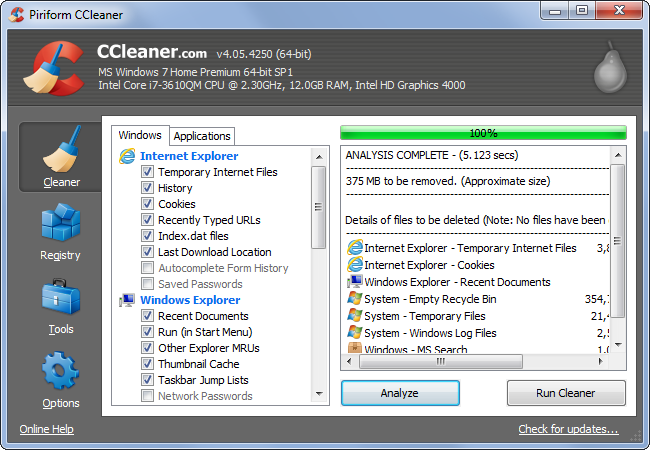 Piriform CCleaner
CCleaner.com v4.05.4250 (64-bit)
MS Windows 7 Home Premium 64-bit SP1
Intel Core i7-3610QM CPU @ 2.30GHz, 12.0GB RAM, Intel HD Graphics 4000
Cleaner
Registry
Tools
Options
Windows
Applications
Internet Explorer
Temporary Internet Files
History
Cookies
Recently Typed URLs
Index.dat files
Last Download Location
Autocomplete Form History
Saved Passwords
Windows Explorer
Recent Documents
Run (in Start Menu)
Other Explorer MRUs
Thumbnail Cache
Taskbar Jump Lists
Network Passwords
100%
ANALYSIS COMPLETE - (5.123 secs)
375 MB to be removed. (Approximate size)
Details of files to be deleted (Note: No files have been
Internet Explorer - Temporary Internet Files 3,8
Internet Explorer - Cookies
Windows Explorer - Recent Documents
System - Empty Recycle Bin 354,7
System - Temporary Files 21,4
System - Windows Log Files 2,5
Windows - MS Search 1,0
Analyze
Run Cleaner
Online Help
Check for updates...